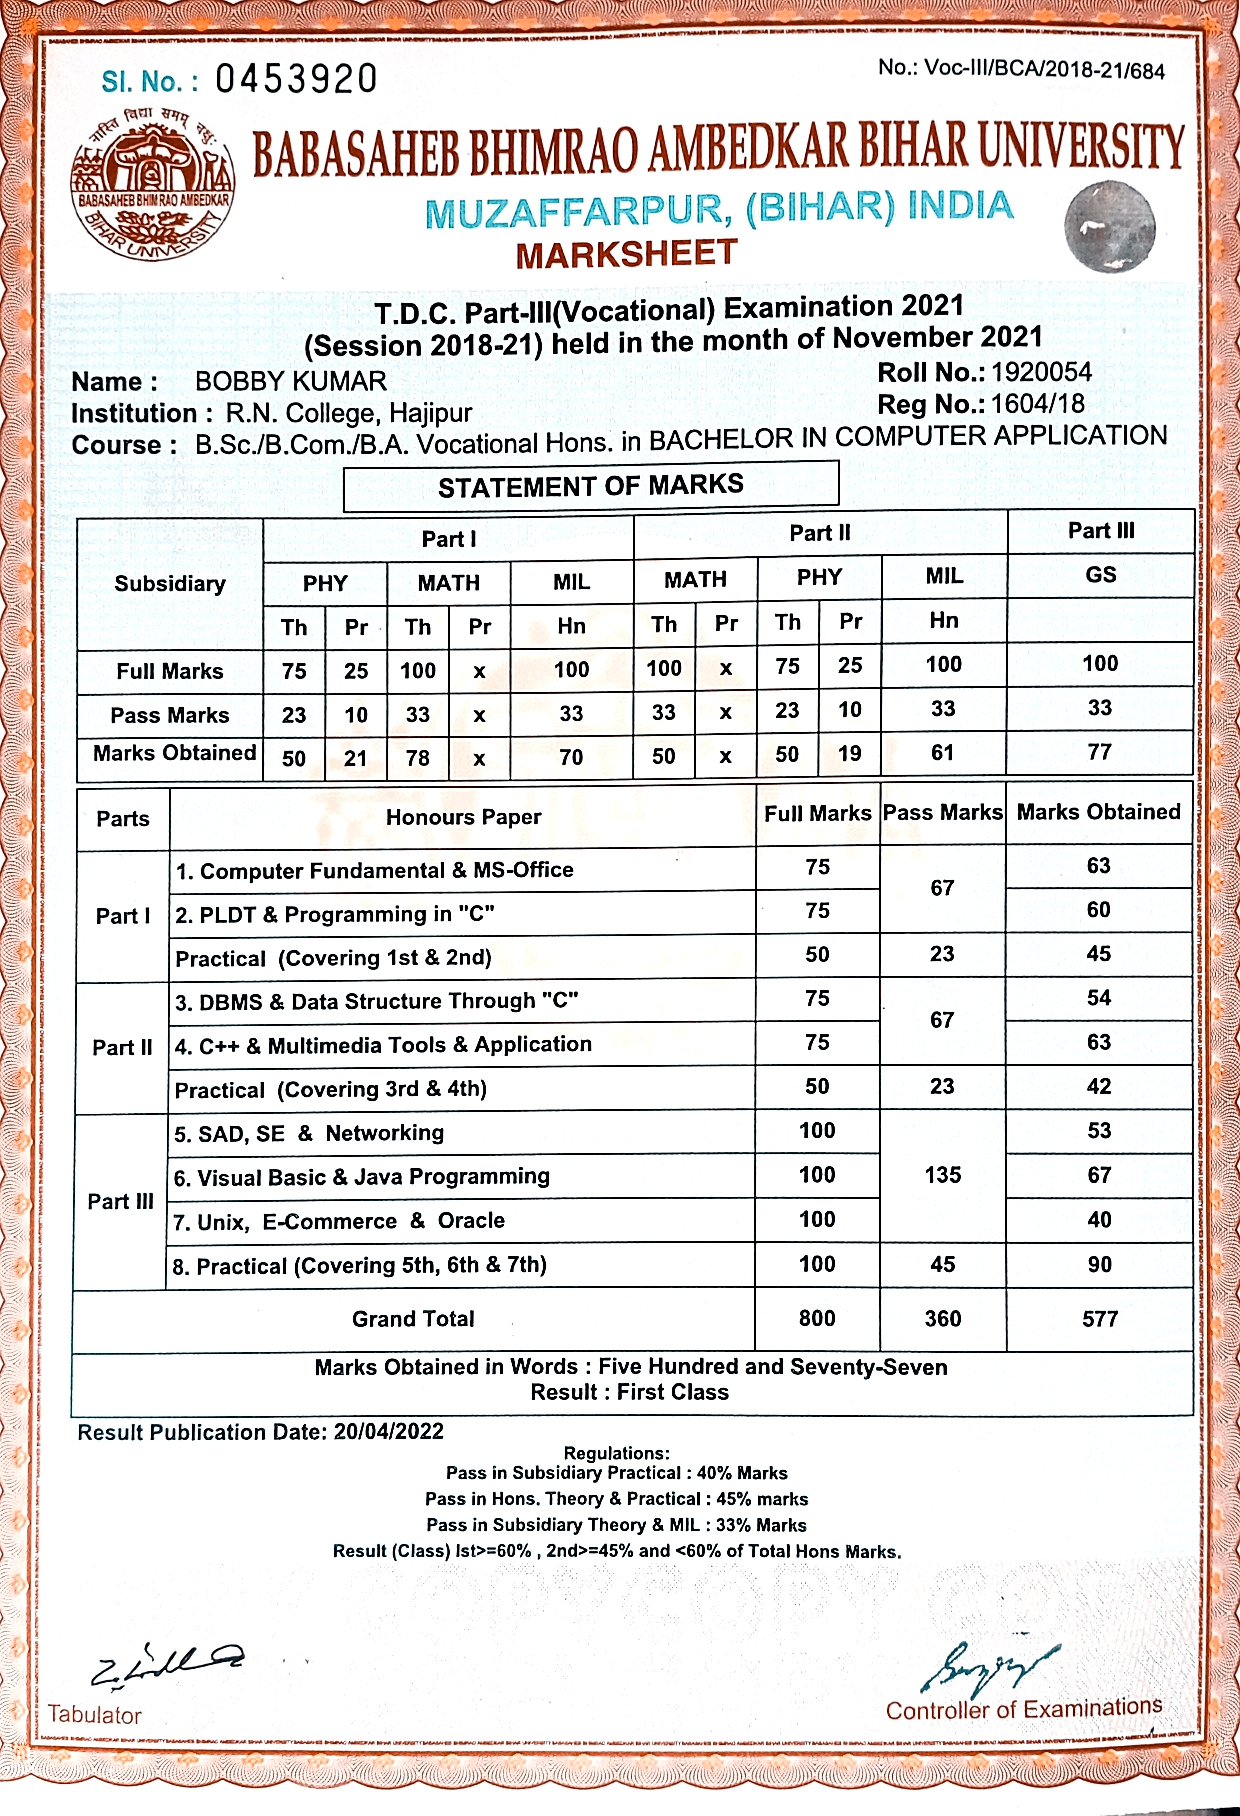 Sl. No. : 0453920
No.: Voc-III/BCA/2018-21/684
नास्ति विद्या समम् चक्षु:
BABASAHEB BHIM RAO AMBEDKAR
BIHAR UNIVERSITY
BABASAHEB BHIMRAO AMBEDKAR BIHAR UNIVERSITY
MUZAFFARPUR, (BIHAR) INDIA
MARKSHEET
T.D.C. Part-III(Vocational) Examination 2021
(Session 2018-21) held in the month of November 2021
Name : BOBBY KUMAR Roll No.: 1920054
Institution : R.N. College, Hajipur Reg No.: 1604/18
Course : B.Sc./B.Com./B.A. Vocational Hons. in BACHELOR IN COMPUTER APPLICATION
STATEMENT OF MARKS
Subsidiary Part I Part II Part III
PHY MATH MIL MATH PHY MIL GS
Th Pr Th Pr Hn Th Pr Th Pr Hn
Full Marks 75 25 100 x 100 100 x 75 25 100 100
Pass Marks 23 10 33 x 33 33 x 23 10 33 33
Marks Obtained 50 21 78 x 70 50 x 50 19 61 77
Parts Honours Paper Full Marks Pass Marks Marks Obtained
Part I 1. Computer Fundamental & MS-Office 75 67 63
2. PLDT & Programming in "C" 75 60
Practical (Covering 1st & 2nd) 50 23 45
Part II 3. DBMS & Data Structure Through "C" 75 67 54
4. C++ & Multimedia Tools & Application 75 63
Practical (Covering 3rd & 4th) 50 23 42
Part III 5. SAD, SE & Networking 100 135 53
6. Visual Basic & Java Programming 100 67
7. Unix, E-Commerce & Oracle 100 40
8. Practical (Covering 5th, 6th & 7th) 100 45 90
Grand Total 800 360 577
Marks Obtained in Words : Five Hundred and Seventy-Seven
Result : First Class
Result Publication Date: 20/04/2022
Regulations:
Pass in Subsidiary Practical : 40% Marks
Pass in Hons. Theory & Practical : 45% marks
Pass in Subsidiary Theory & MIL : 33% Marks
Result (Class) Ist>=60% , 2nd>=45% and <60% of Total Hons Marks.
Tabulator
Controller of Examinations